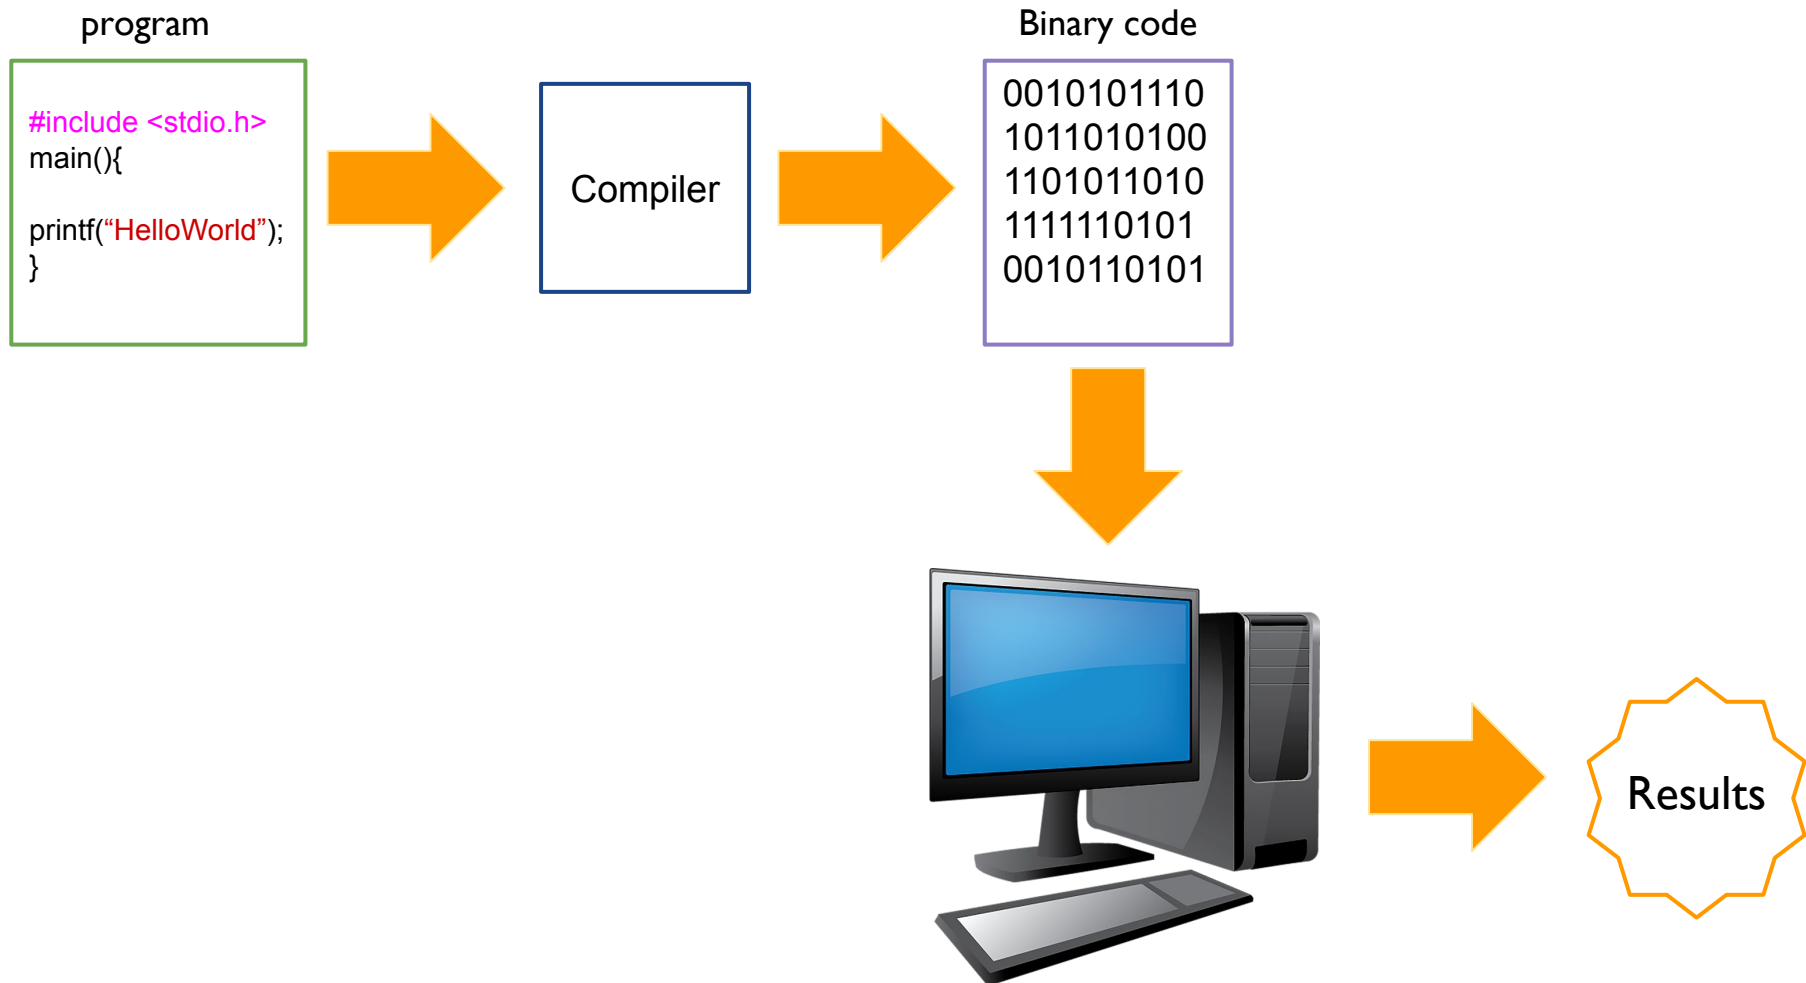 program
#include <stdio.h>
main(){
printf(“HelloWorld”);
}
Compiler
Binary code
0010101110
1011010100
1101011010
1111110101
0010110101
Results